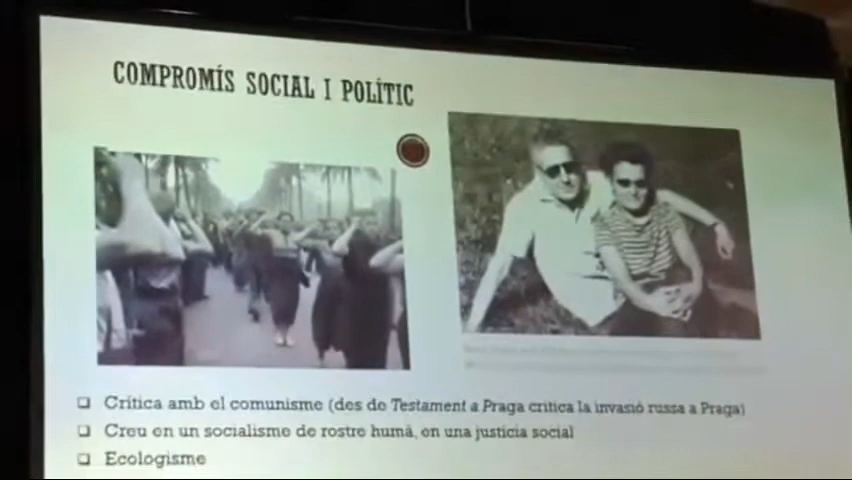 COMPROMÍS SOCIAL I POLÍTIC
Crítica amb el comunisme (des de Testament a Praga critica la invasió russa a Praga)
Creu en un socialisme de rostre humà, en una justícia social
Ecologisme